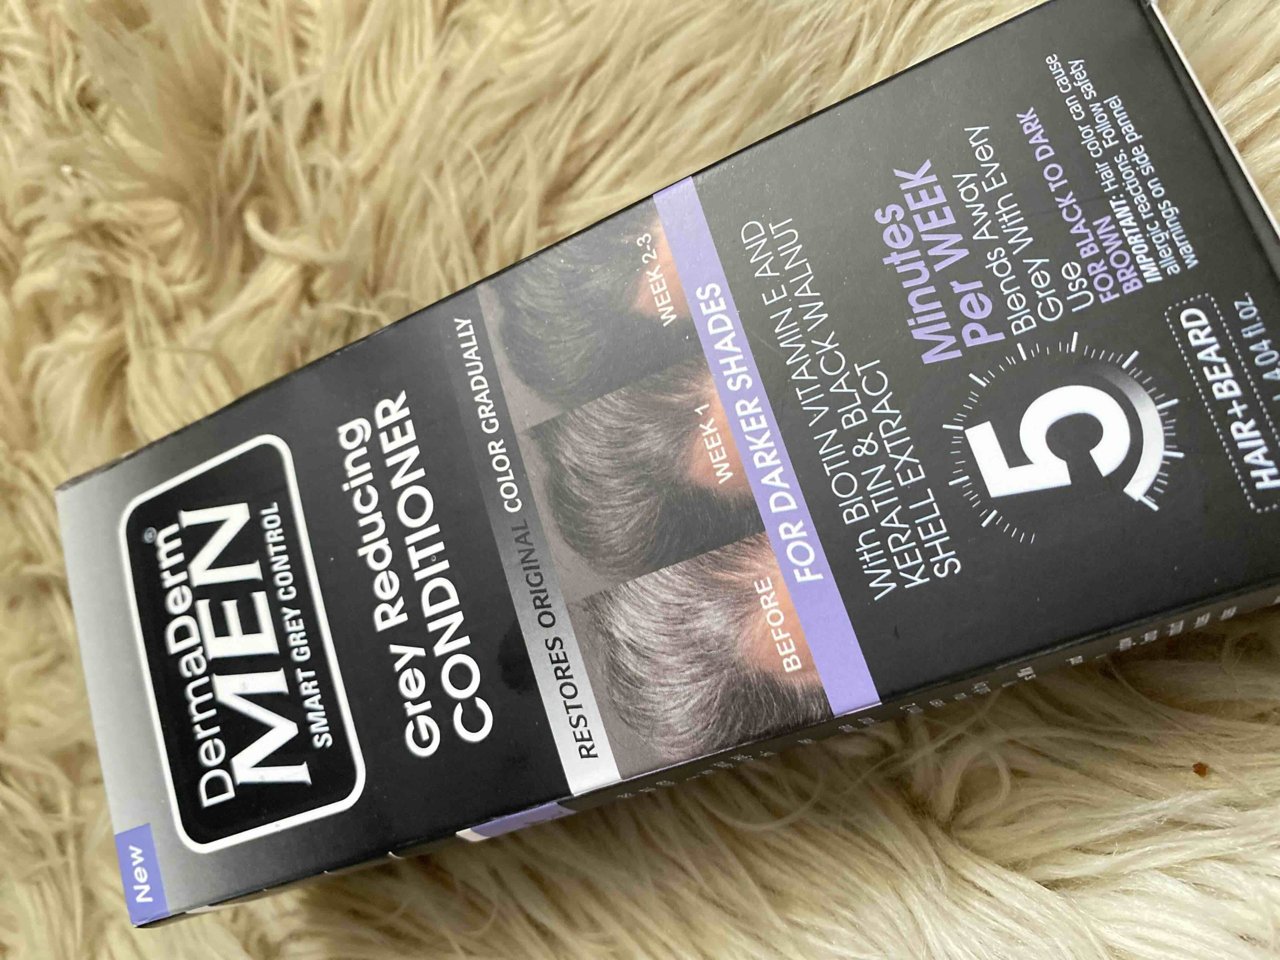 New
DermaDerm®
MEN
SMART GREY CONTROL
Grey Reducing
CONDITIONER
RESTORES ORIGINAL COLOR GRADUALLY
BEFORE
WEEK 1
WEEK 2-3
FOR DARKER SHADES
With BIOTIN VITAMINE AND
KERATIN & BLACK WALNUT
SHELL EXTRACT
5
Minutes
Per WEEK
Blends Away
Grey With Every
Use
FOR BLACK TO DARK
BROWN
IMPORTANT: Hair color can cause
allergic reactions, Follow safety
warnings on side pannel
HAIR+BEARD
4.04 fl.oz.